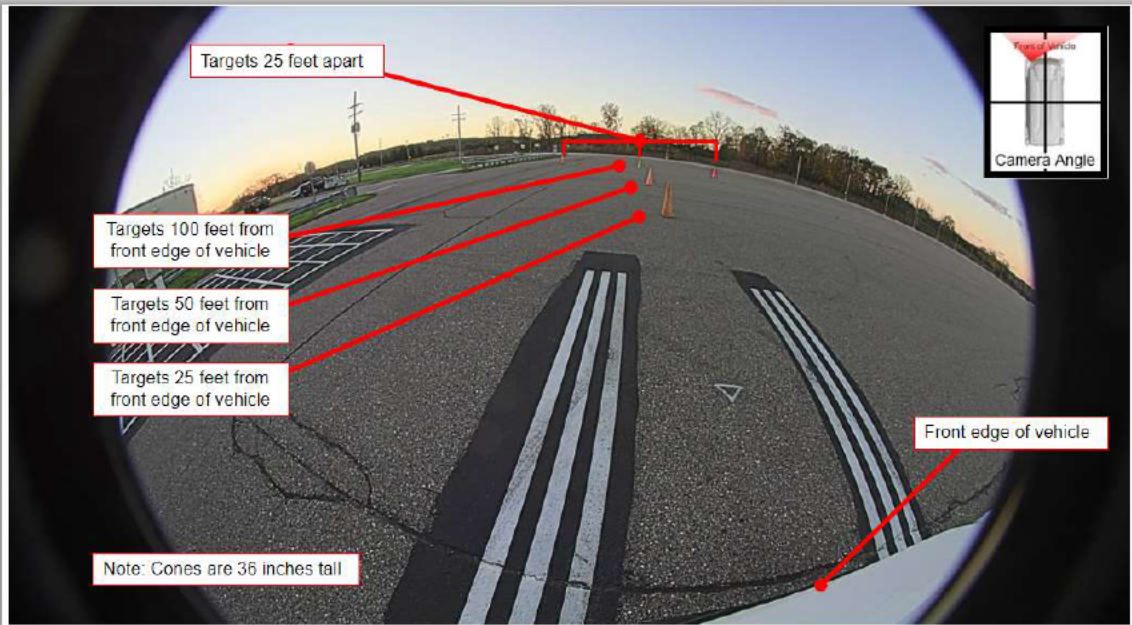 Targets 25 feet apart
Front of Vehicle
Camera Angle
Targets 100 feet from
front edge of vehicle
Targets 50 feet from
front edge of vehicle
Targets 25 feet from
front edge of vehicle
Front edge of vehicle
Note: Cones are 36 inches tall